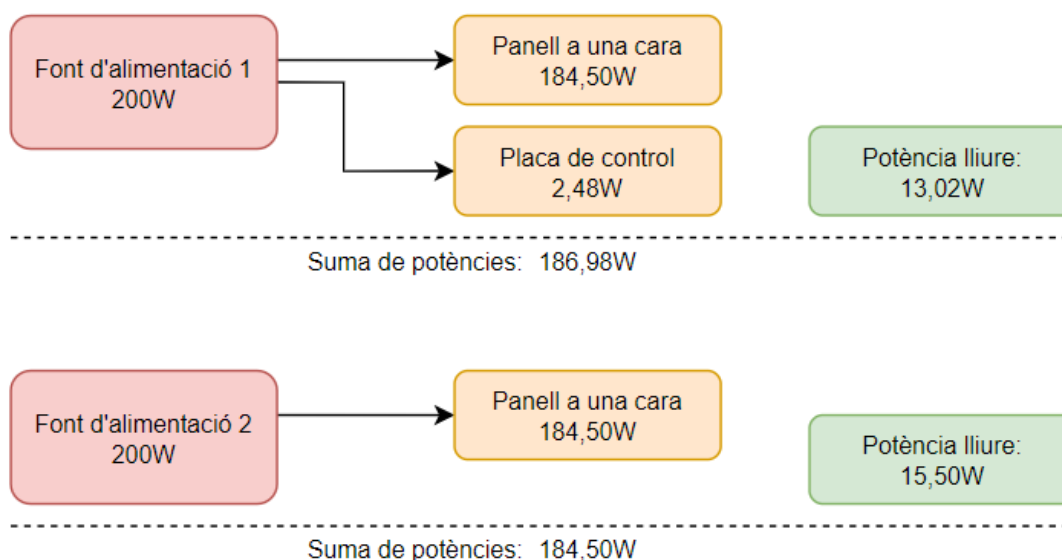 Font d'alimentació 1
200W
Panell a una cara
184,50W
Placa de control
2,48W
Potència lliure:
13,02W
Suma de potències: 186,98W
Font d'alimentació 2
200W
Panell a una cara
184,50W
Potència lliure:
15,50W
Suma de potències: 184,50W